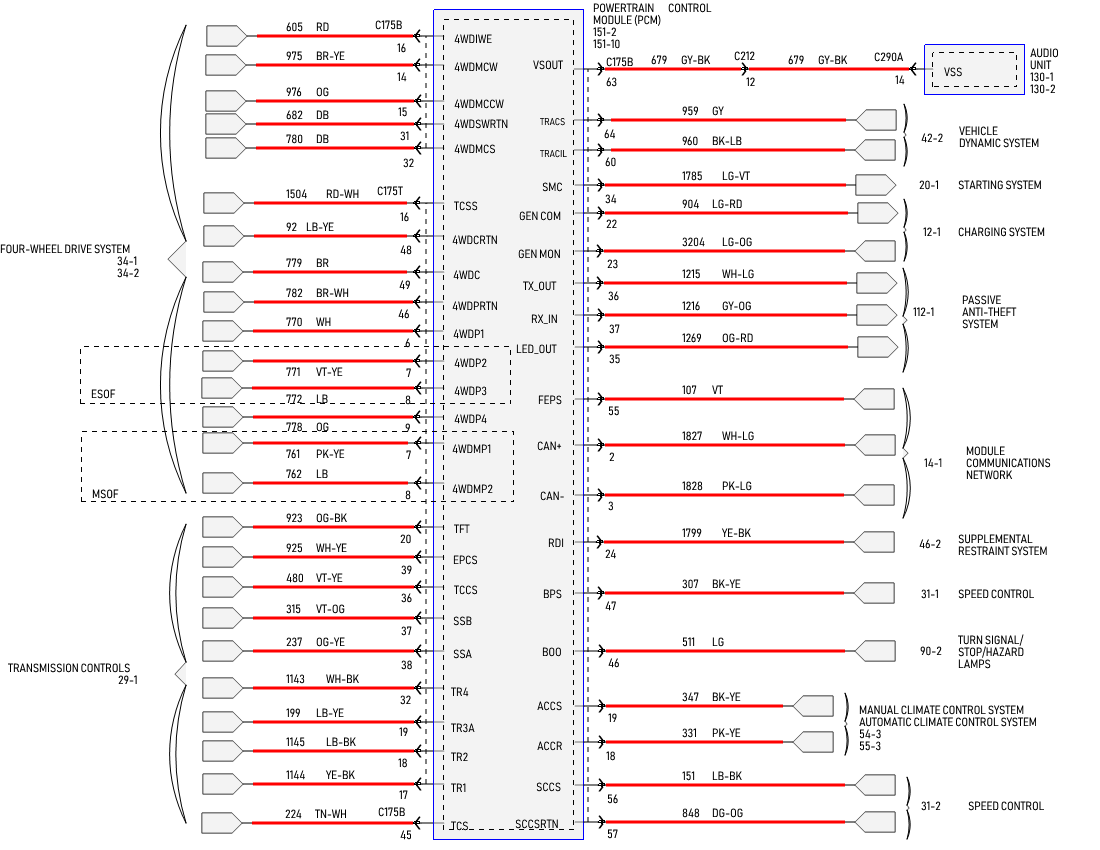 POWERTRAIN CONTROL
MODULE (PCM)
151-2
151-10
605 RD C175B
16
4WDIWE
975 BR-YE
14
4WDMCW
976 OG
15
4WDMCCW
682 DB
31
4WDSWRTN
780 DB
32
4WDMCS
1504 RD-WH C175T
16
TCSS
92 LB-YE
48
4WDCRTN
779 BR
49
4WDC
782 BR-WH
46
4WDPRTN
770 WH
6
4WDP1
771 VT-YE
7
4WDP2
772 LB
8
4WDP3
778 OG
9
4WDP4
761 PK-YE
7
4WDMP1
762 LB
8
4WDMP2
FOUR-WHEEL DRIVE SYSTEM
34-1
34-2
ESOF
MSOF
923 OG-BK
20
TFT
925 WH-YE
39
EPCS
480 VT-YE
36
TCCS
315 VT-OG
37
SSB
237 OG-YE
38
SSA
1143 WH-BK
32
TR4
199 LB-YE
19
TR3A
1145 LB-BK
18
TR2
1144 YE-BK
17
TR1
224 TN-WH C175B
45
TCS
TRANSMISSION CONTROLS
29-1
VSOUT
C175B 679 GY-BK C212 679 GY-BK C290A
63 12 14
VSS
AUDIO
UNIT
130-1
130-2
TRACS
959 GY
64
TRACIL
960 BK-LB
60
42-2
VEHICLE
DYNAMIC SYSTEM
SMC
1785 LG-VT
34
20-1 STARTING SYSTEM
GEN COM
904 LG-RD
22
GEN MON
3204 LG-OG
23
12-1 CHARGING SYSTEM
TX_OUT
1215 WH-LG
36
RX_IN
1216 GY-OG
37
LED_OUT
1269 OG-RD
35
112-1
PASSIVE
ANTI-THEFT
SYSTEM
FEPS
107 VT
55
CAN+
1827 WH-LG
2
CAN-
1828 PK-LG
3
14-1
MODULE
COMMUNICATIONS
NETWORK
RDI
1799 YE-BK
24
46-2
SUPPLEMENTAL
RESTRAINT SYSTEM
BPS
307 BK-YE
47
31-1 SPEED CONTROL
BOO
511 LG
46
90-2
TURN SIGNAL/
STOP/HAZARD
LAMPS
ACCS
347 BK-YE
19
ACCR
331 PK-YE
18
MANUAL CLIMATE CONTROL SYSTEM
AUTOMATIC CLIMATE CONTROL SYSTEM
54-3
55-3
SCCS
151 LB-BK
56
SCCSRTN
848 DG-OG
57
31-2 SPEED CONTROL